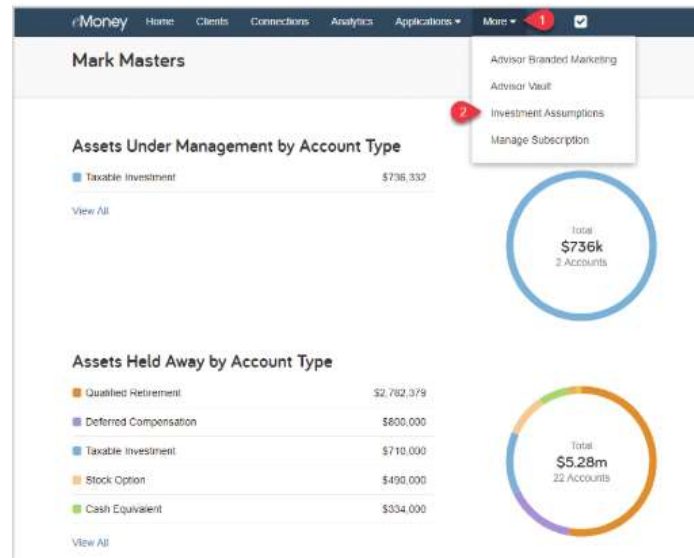 eMoney Home Clients Connections Analytics Applications More 1
Mark Masters
Advisor Branded Marketing
Advisor Vault
2 Investment Assumptions
Manage Subscription
Assets Under Management by Account Type
Taxable Investment $736,332
View All
Total
$736k
2 Accounts
Assets Held Away by Account Type
Qualified Retirement $2,782,379
Deferred Compensation $800,000
Taxable Investment $710,000
Stock Option $490,000
Cash Equivalent $334,000
View All
Total
$5.28m
22 Accounts